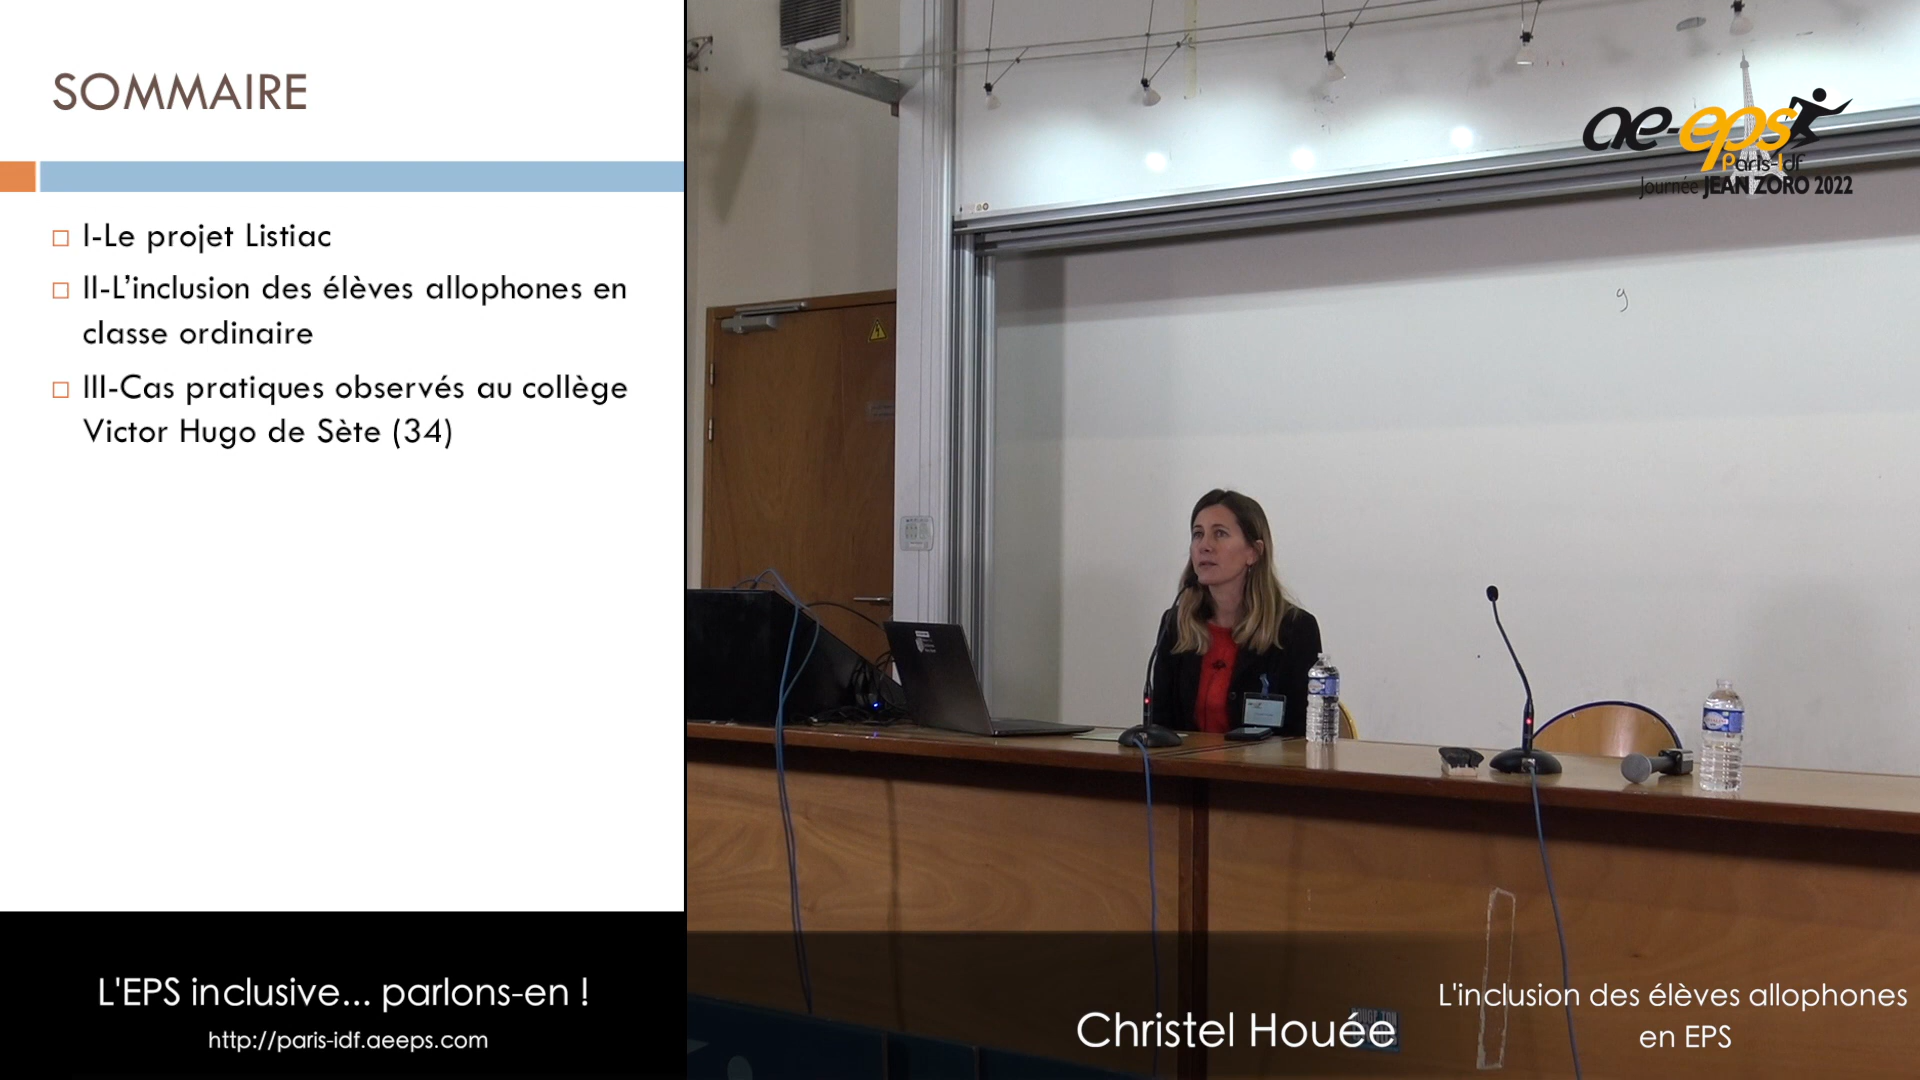 SOMMAIRE
I-Le projet Listiac
II-L'inclusion des élèves allophones en
classe ordinaire
III-Cas pratiques observés au collège
Victor Hugo de Sète (34)
L'EPS inclusive... parlons-en !
http://paris-idf.aeeps.com
ae-eps
Paris-Idf
Journée JEAN ZORO 2022
g
Christel Houée
L'inclusion des élèves allophones
en EPS